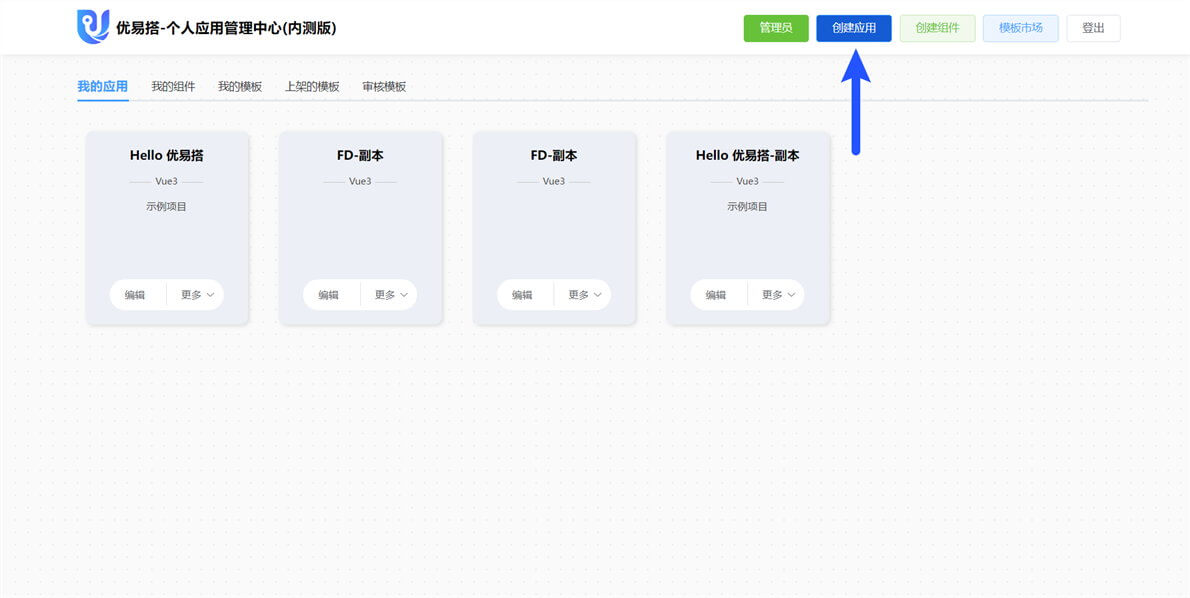 优易搭-个人应用管理中心(内测版)
管理员 创建应用 创建组件 模板市场 登出
我的应用 我的组件 我的模板 上架的模板 审核模板
Hello 优易搭
Vue3
示例项目
编辑 更多
FD-副本
Vue3
编辑 更多
FD-副本
Vue3
编辑 更多
Hello 优易搭-副本
Vue3
示例项目
编辑 更多